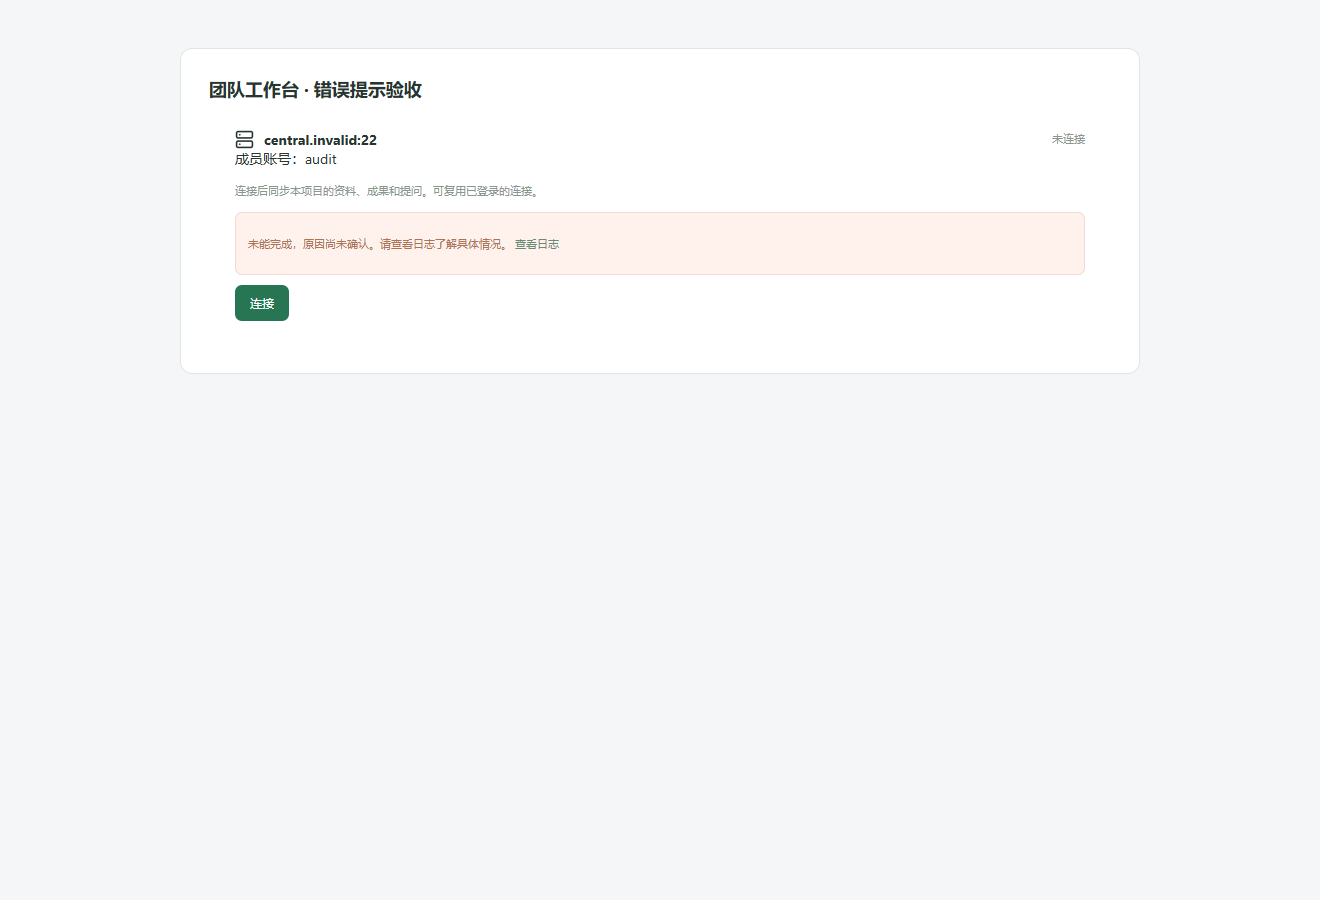 团队工作台 · 错误提示验收
central.invalid:22
未连接
成员账号：audit
连接后同步本项目的资料、成果和提问。可复用已登录的连接。
未能完成，原因尚未确认。请查看日志了解具体情况。 查看日志
连接